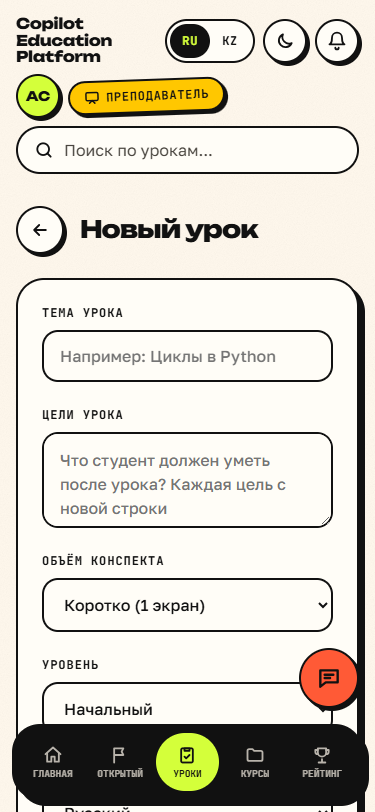 Copilot
Education
Platform
RU KZ
AC ПРЕПОДАВАТЕЛЬ
Поиск по урокам...
Новый урок
ТЕМА УРОКА
Например: Циклы в Python
ЦЕЛИ УРОКА
Что студент должен уметь
после урока? Каждая цель с
новой строки
ОБЪЁМ КОНСПЕКТА
Коротко (1 экран)
УРОВЕНЬ
Начальный
ГЛАВНАЯ ОТКРЫТЫЙ УРОКИ КУРСЫ РЕЙТИНГ